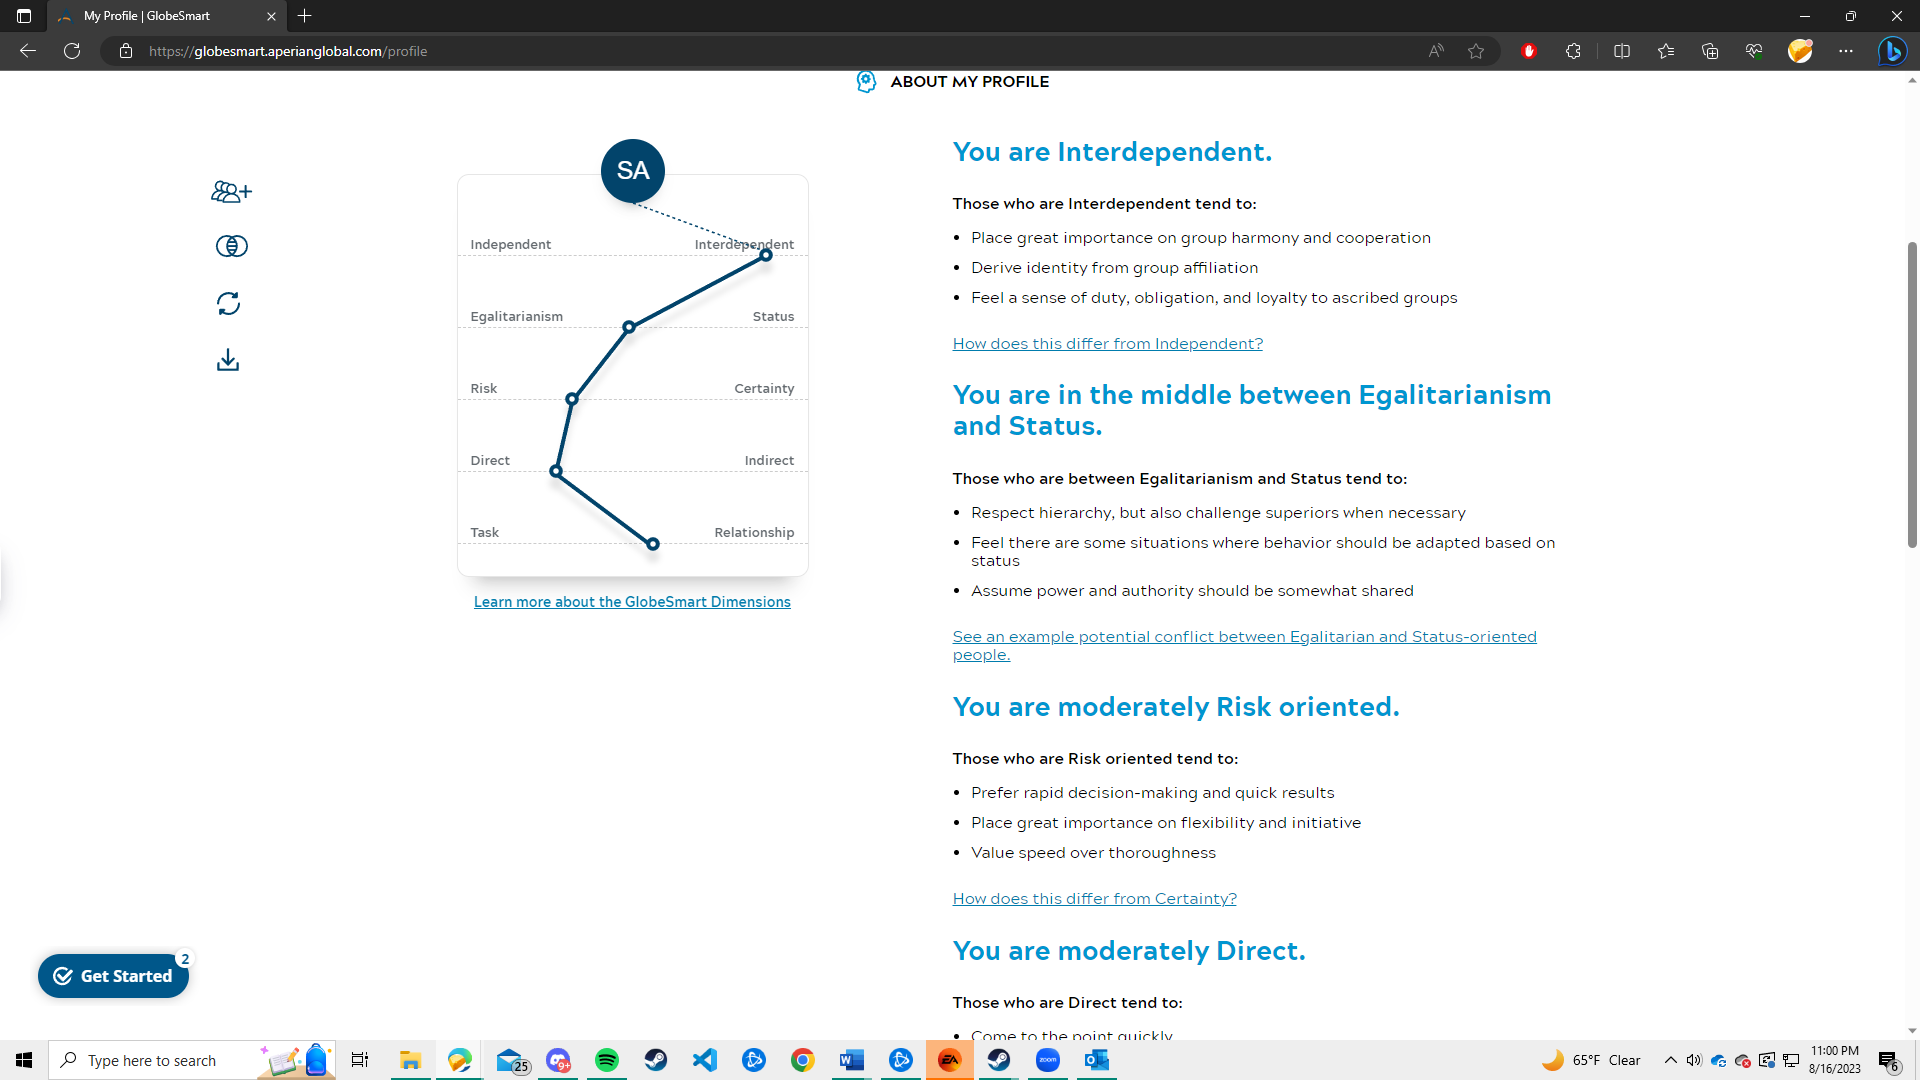 My Profile | GlobeSmart
https://globesmart.aperianglobal.com/profile
ABOUT MY PROFILE
SA
Independent Interdependent
Egalitarianism Status
Risk Certainty
Direct Indirect
Task Relationship
Learn more about the GlobeSmart Dimensions
You are Interdependent.
Those who are Interdependent tend to:
• Place great importance on group harmony and cooperation
• Derive identity from group affiliation
• Feel a sense of duty, obligation, and loyalty to ascribed groups
How does this differ from Independent?
You are in the middle between Egalitarianism
and Status.
Those who are between Egalitarianism and Status tend to:
• Respect hierarchy, but also challenge superiors when necessary
• Feel there are some situations where behavior should be adapted based on
status
• Assume power and authority should be somewhat shared
See an example potential conflict between Egalitarian and Status-oriented
people.
You are moderately Risk oriented.
Those who are Risk oriented tend to:
• Prefer rapid decision-making and quick results
• Place great importance on flexibility and initiative
• Value speed over thoroughness
How does this differ from Certainty?
You are moderately Direct.
Those who are Direct tend to:
• Come to the point quickly
Get Started
2
Type here to search
25
9+
EA
zoom
65°F Clear
11:00 PM
8/16/2023
6